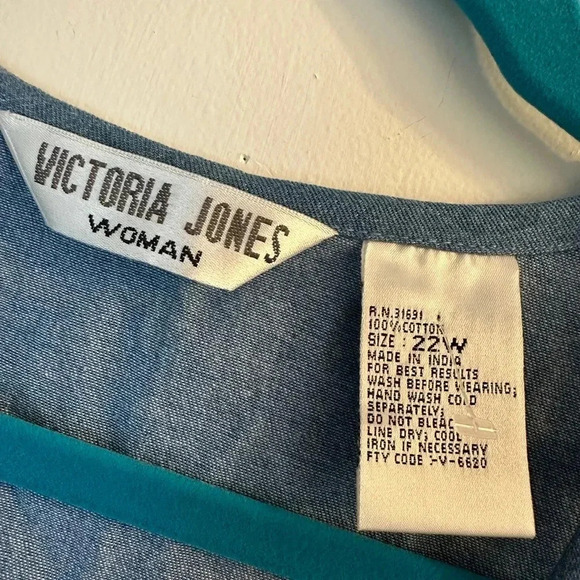 VICTORIA JONES
WOMAN
R.N.31691
100%COTTON
SIZE : 22W
MADE IN INDIA
FOR BEST RESULTS
WASH BEFORE WEARING;
HAND WASH COLD
SEPARATELY;
DO NOT BLEAC
LINE DRY; COOL
IRON IF NECESSARY
FTY CODE :-V-6620